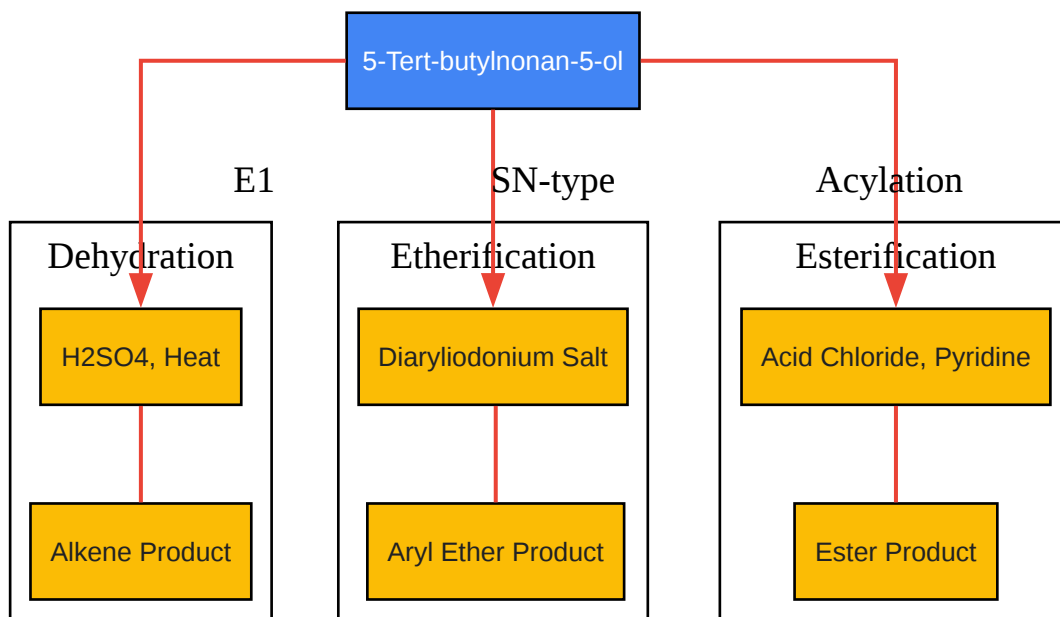 5-Tert-butylnonan-5-ol
E1
SN-type
Acylation
Dehydration
Etherification
Esterification
H2SO4, Heat
Diaryliodonium Salt
Acid Chloride, Pyridine
Alkene Product
Aryl Ether Product
Ester Product